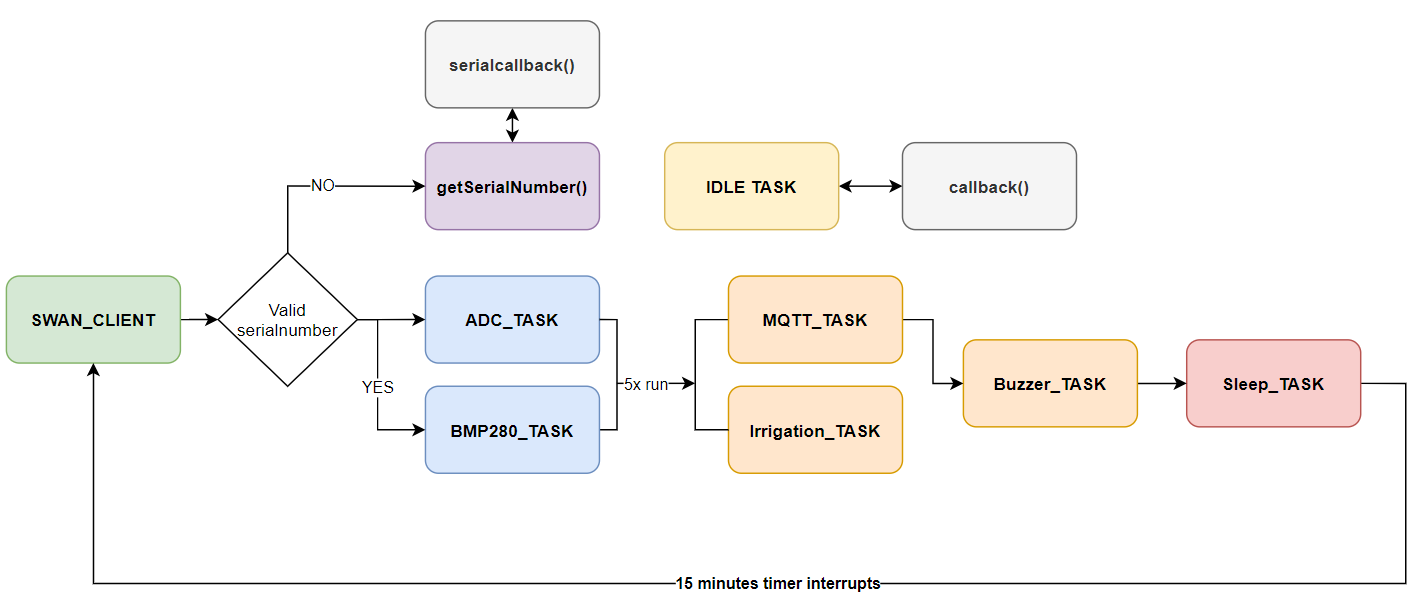 serialcallback()
NO
getSerialNumber()
IDLE TASK
callback()
SWAN_CLIENT
Valid
serialnumber
YES
ADC_TASK
BMP280_TASK
5x run
MQTT_TASK
Irrigation_TASK
Buzzer_TASK
Sleep_TASK
15 minutes timer interrupts